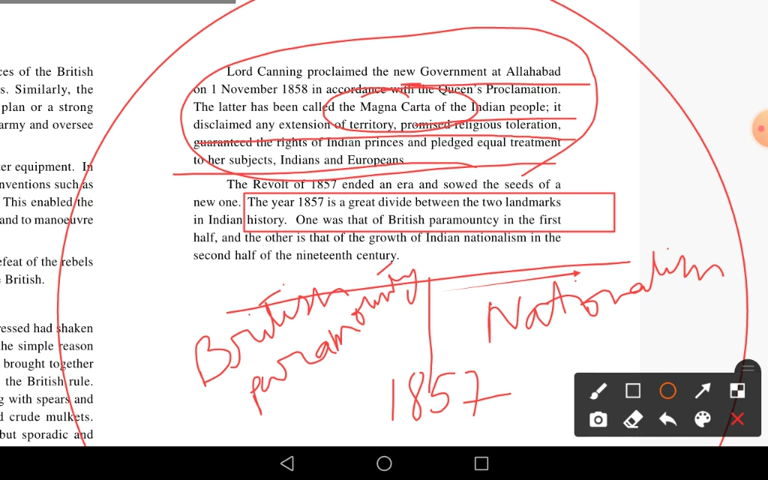 ces of the British
s. Similarly, the
plan or a strong
army and oversee
ter equipment. In
nventions such as
This enabled the
and to manoeuvre
efeat of the rebels
British.
ressed had shaken
he simple reason
brought together
the British rule.
g with spears and
d crude mulkets.
but sporadic and
Lord Canning proclaimed the new Government at Allahabad
on 1 November 1858 in accordance with the Queen's Proclamation.
The latter has been called the Magna Carta of the Indian people; it
disclaimed any extension of territory, promised religious toleration,
guaranteed the rights of Indian princes and pledged equal treatment
to her subjects, Indians and Europeans.
The Revolt of 1857 ended an era and sowed the seeds of a
new one. The year 1857 is a great divide between the two landmarks
in Indian history. One was that of British paramountcy in the first
half, and the other is that of the growth of Indian nationalism in the
second half of the nineteenth century.
British
paramounty
Nationalism
1857